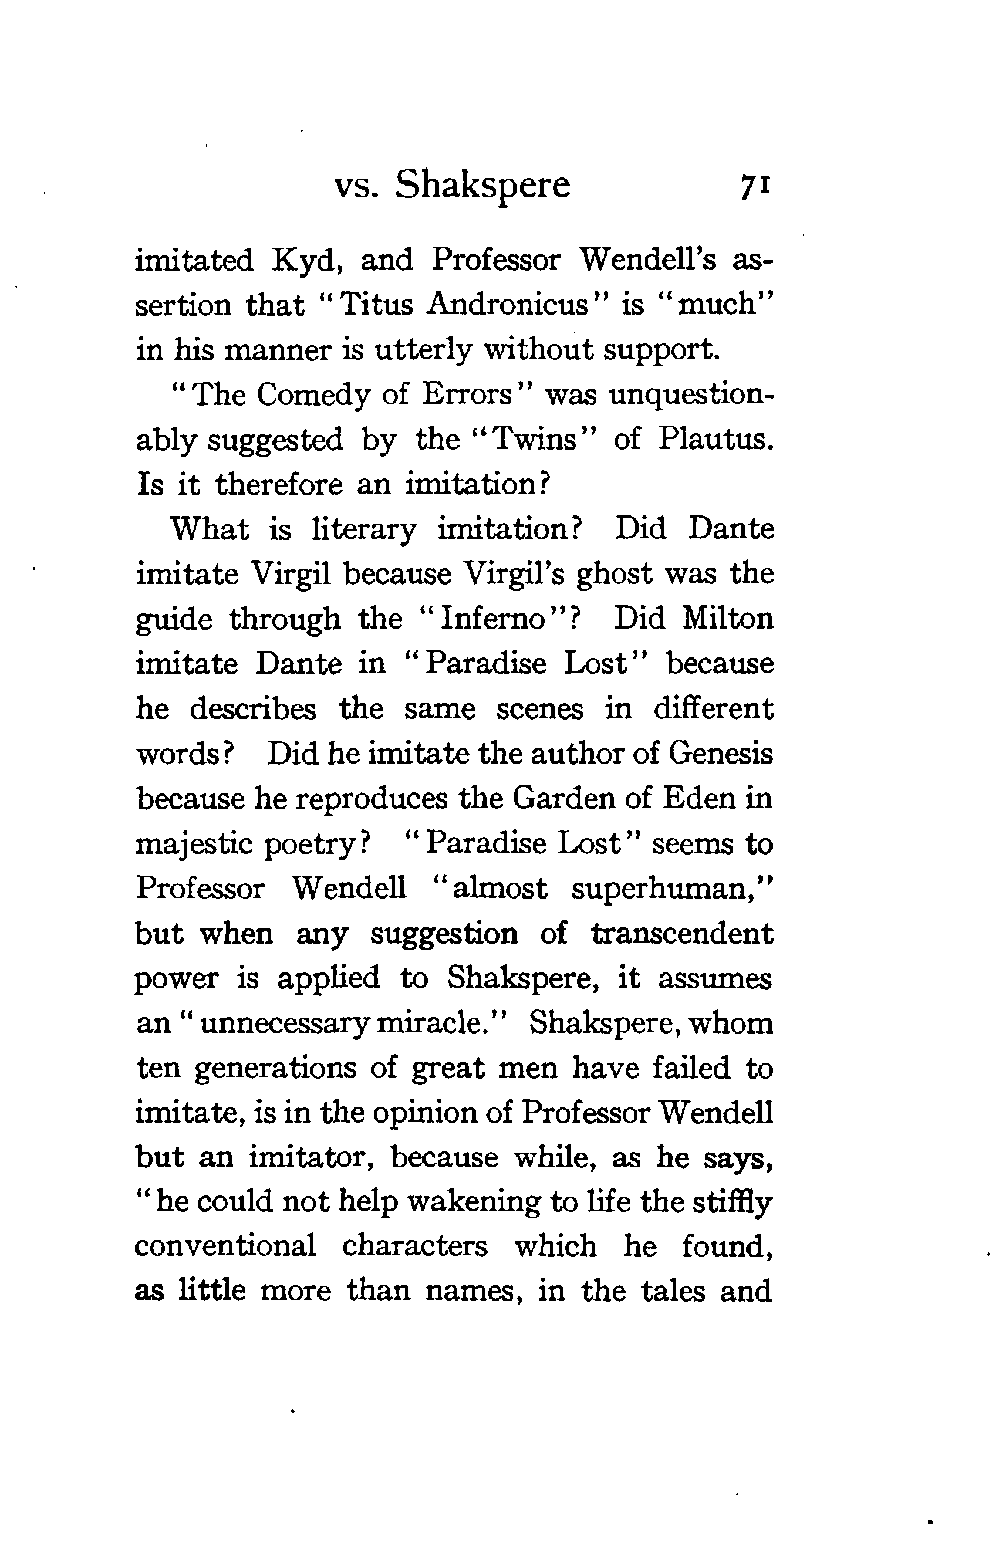 vs. Shakspere 71
imitated Kyd, and Professor Wendell's as-
sertion that "Titus Andronicus" is "much"
in his manner is utterly without support.
"The Comedy of Errors" was unquestion-
ably suggested by the "Twins" of Plautus.
Is it therefore an imitation?
What is literary imitation? Did Dante
imitate Virgil because Virgil's ghost was the
guide through the "Inferno"? Did Milton
imitate Dante in "Paradise Lost" because
he describes the same scenes in different
words? Did he imitate the author of Genesis
because he reproduces the Garden of Eden in
majestic poetry? "Paradise Lost" seems to
Professor Wendell "almost superhuman,"
but when any suggestion of transcendent
power is applied to Shakspere, it assumes
an "unnecessary miracle." Shakspere, whom
ten generations of great men have failed to
imitate, is in the opinion of Professor Wendell
but an imitator, because while, as he says,
"he could not help wakening to life the stiffly
conventional characters which he found,
as little more than names, in the tales and